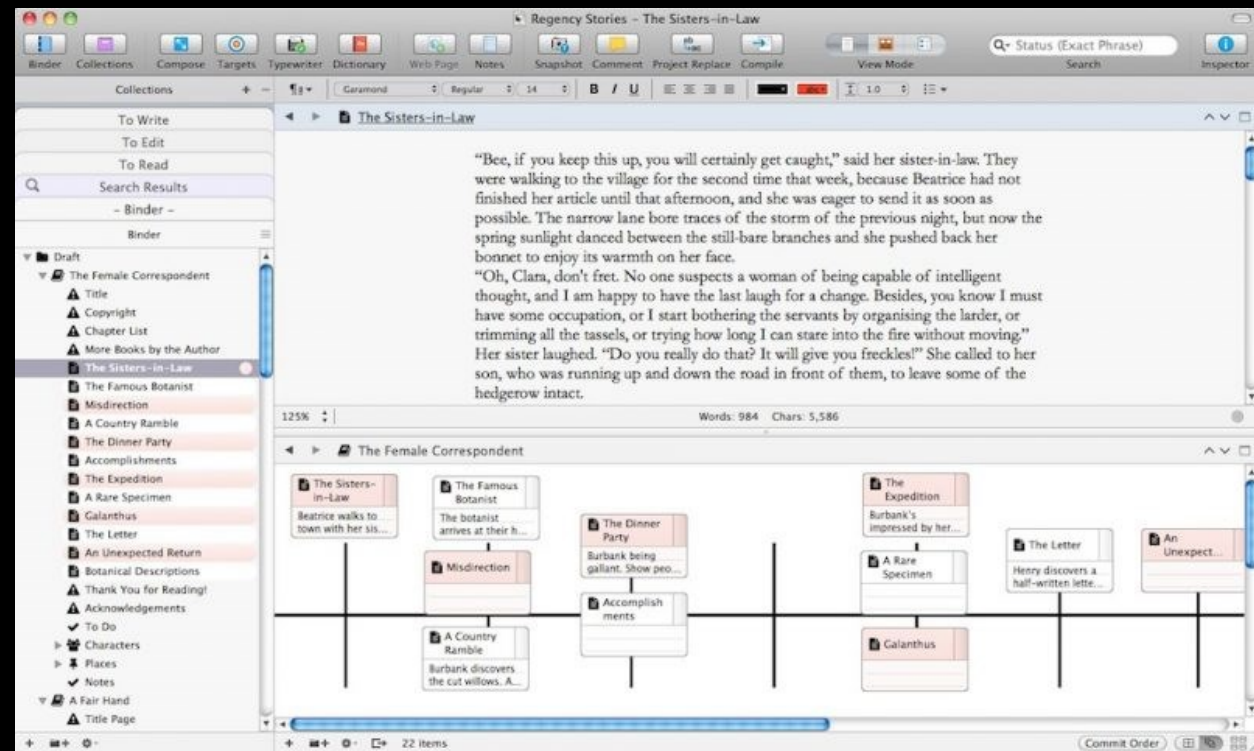 Regency Stories - The Sisters-in-Law
Binder Collections Compose Targets Typewriter Dictionary Web Page Notes Snapshot Comment Project Replace Compile View Mode Search Inspector
Status (Exact Phrase)
Collections + -
Garamond Regular 14 B I U abc 1.0
To Write
To Edit
To Read
Search Results
- Binder -
Binder
Draft
The Female Correspondent
Title
Copyright
Chapter List
More Books by the Author
The Sisters-in-Law
The Famous Botanist
Misdirection
A Country Ramble
The Dinner Party
Accomplishments
The Expedition
A Rare Specimen
Galanthus
The Letter
An Unexpected Return
Botanical Descriptions
Thank You for Reading!
Acknowledgements
To Do
Characters
Places
Notes
A Fair Hand
Title Page
The Sisters-in-Law
“Bee, if you keep this up, you will certainly get caught,” said her sister-in-law. They
were walking to the village for the second time that week, because Beatrice had not
finished her article until that afternoon, and she was eager to send it as soon as
possible. The narrow lane bore traces of the storm of the previous night, but now the
spring sunlight danced between the still-bare branches and she pushed back her
bonnet to enjoy its warmth on her face.
“Oh, Clara, don't fret. No one suspects a woman of being capable of intelligent
thought, and I am happy to have the last laugh for a change. Besides, you know I must
have some occupation, or I start bothering the servants by organising the larder, or
trimming all the tassels, or trying how long I can stare into the fire without moving.”
Her sister laughed. “Do you really do that? It will give you freckles!” She called to her
son, who was running up and down the road in front of them, to leave some of the
hedgerow intact.
125% Words: 984 Chars: 5,586
The Female Correspondent
The Sisters-
in-Law
Beatrice walks to
town with her sis...
The Famous
Botanist
The botanist
arrives at their h...
Misdirection
A Country
Ramble
Burbank discovers
the cut willows. A...
The Dinner
Party
Burbank being
gallant. Show peo...
Accomplish
ments
The
Expedition
Burbank's
impressed by her...
A Rare
Specimen
Galanthus
The Letter
Henry discovers a
half-written lette...
An
Unexpect...
22 items
Commit Order